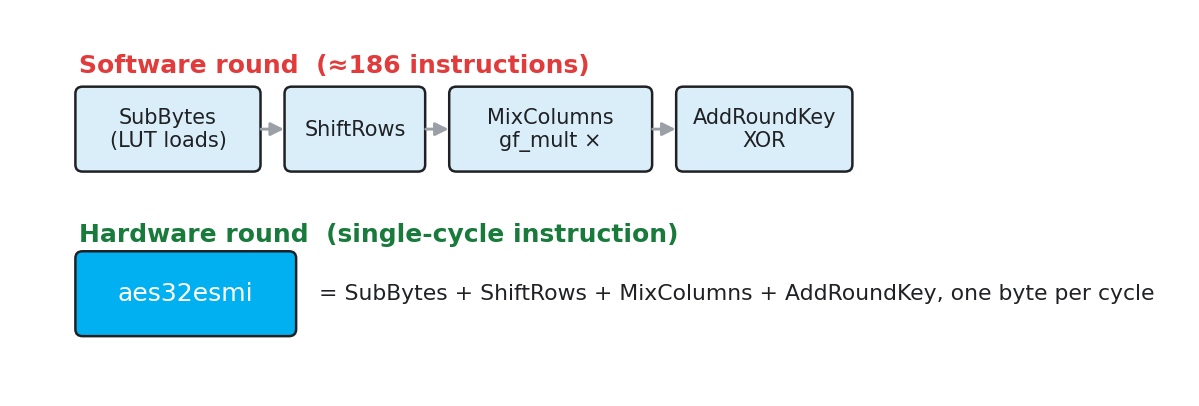 Software round (≈186 instructions)
SubBytes
(LUT loads)
ShiftRows
MixColumns
gf_mult ×
AddRoundKey
XOR
Hardware round (single-cycle instruction)
aes32esmi
= SubBytes + ShiftRows + MixColumns + AddRoundKey, one byte per cycle